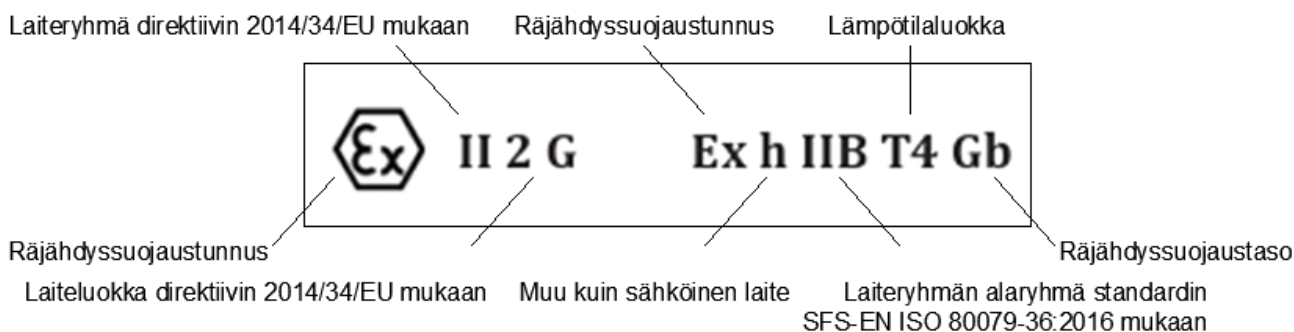 Laiteryhmä direktiivin 2014/34/EU mukaan Räjähdyssuojaustunnus Lämpötilaluokka
Ex II 2 G Ex h IIB T4 Gb
Räjähdyssuojaustunnus Räjähdyssuojaustaso
Laiteluokka direktiivin 2014/34/EU mukaan Muu kuin sähköinen laite Laiteryhmän alaryhmä standardin
SFS-EN ISO 80079-36:2016 mukaan